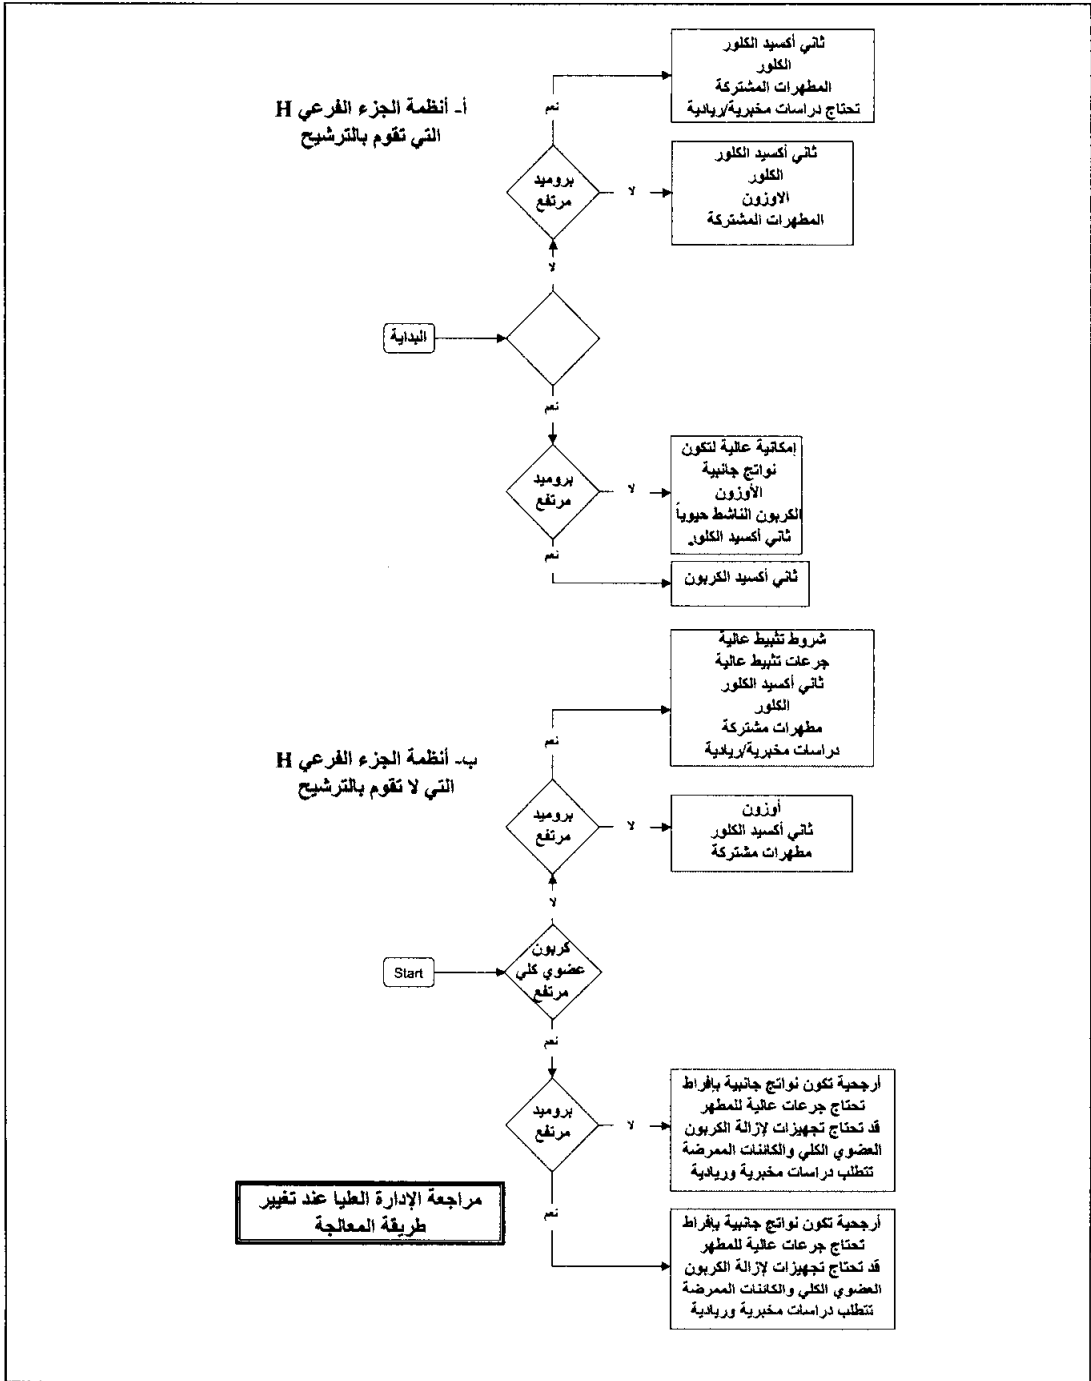 ثاني أكسيد الكلور
الكلور
المطهرات المشتركة
تحتاج دراسات مخبرية/ريادية
نعم
أ- أنظمة الجزء الفرعي H
التي تقوم بالترشيح
بروميد
مرتفع
لا
ثاني أكسيد الكلور
الكلور
الاوزون
المطهرات المشتركة
لا
البداية
نعم
بروميد
مرتفع
لا
إمكانية عالية لتكون
نواتج جانبية
الأوزون
الكربون الناشط حيوياً
ثاني أكسيد الكلور
نعم
ثاني أكسيد الكربون
شروط تثبيط عالية
جرعات تثبيط عالية
ثاني أكسيد الكلور
الكلور
مطهرات مشتركة
دراسات مخبرية/ريادية
نعم
ب- أنظمة الجزء الفرعي H
التي لا تقوم بالترشيح
بروميد
مرتفع
لا
أوزون
ثاني أكسيد الكلور
مطهرات مشتركة
لا
Start
كربون
عضوي كلي
مرتفع
نعم
بروميد
مرتفع
لا
أرجحية تكون نواتج جانبية بإفراط
تحتاج جرعات عالية للمطهر
قد تحتاج تجهيزات لإزالة الكربون
العضوي الكلي والكائنات الممرضة
تتطلب دراسات مخبرية وريادية
نعم
مراجعة الإدارة العليا عند تغيير
طريقة المعالجة
أرجحية تكون نواتج جانبية بإفراط
تحتاج جرعات عالية للمطهر
قد تحتاج تجهيزات لإزالة الكربون
العضوي الكلي والكائنات الممرضة
تتطلب دراسات مخبرية وريادية